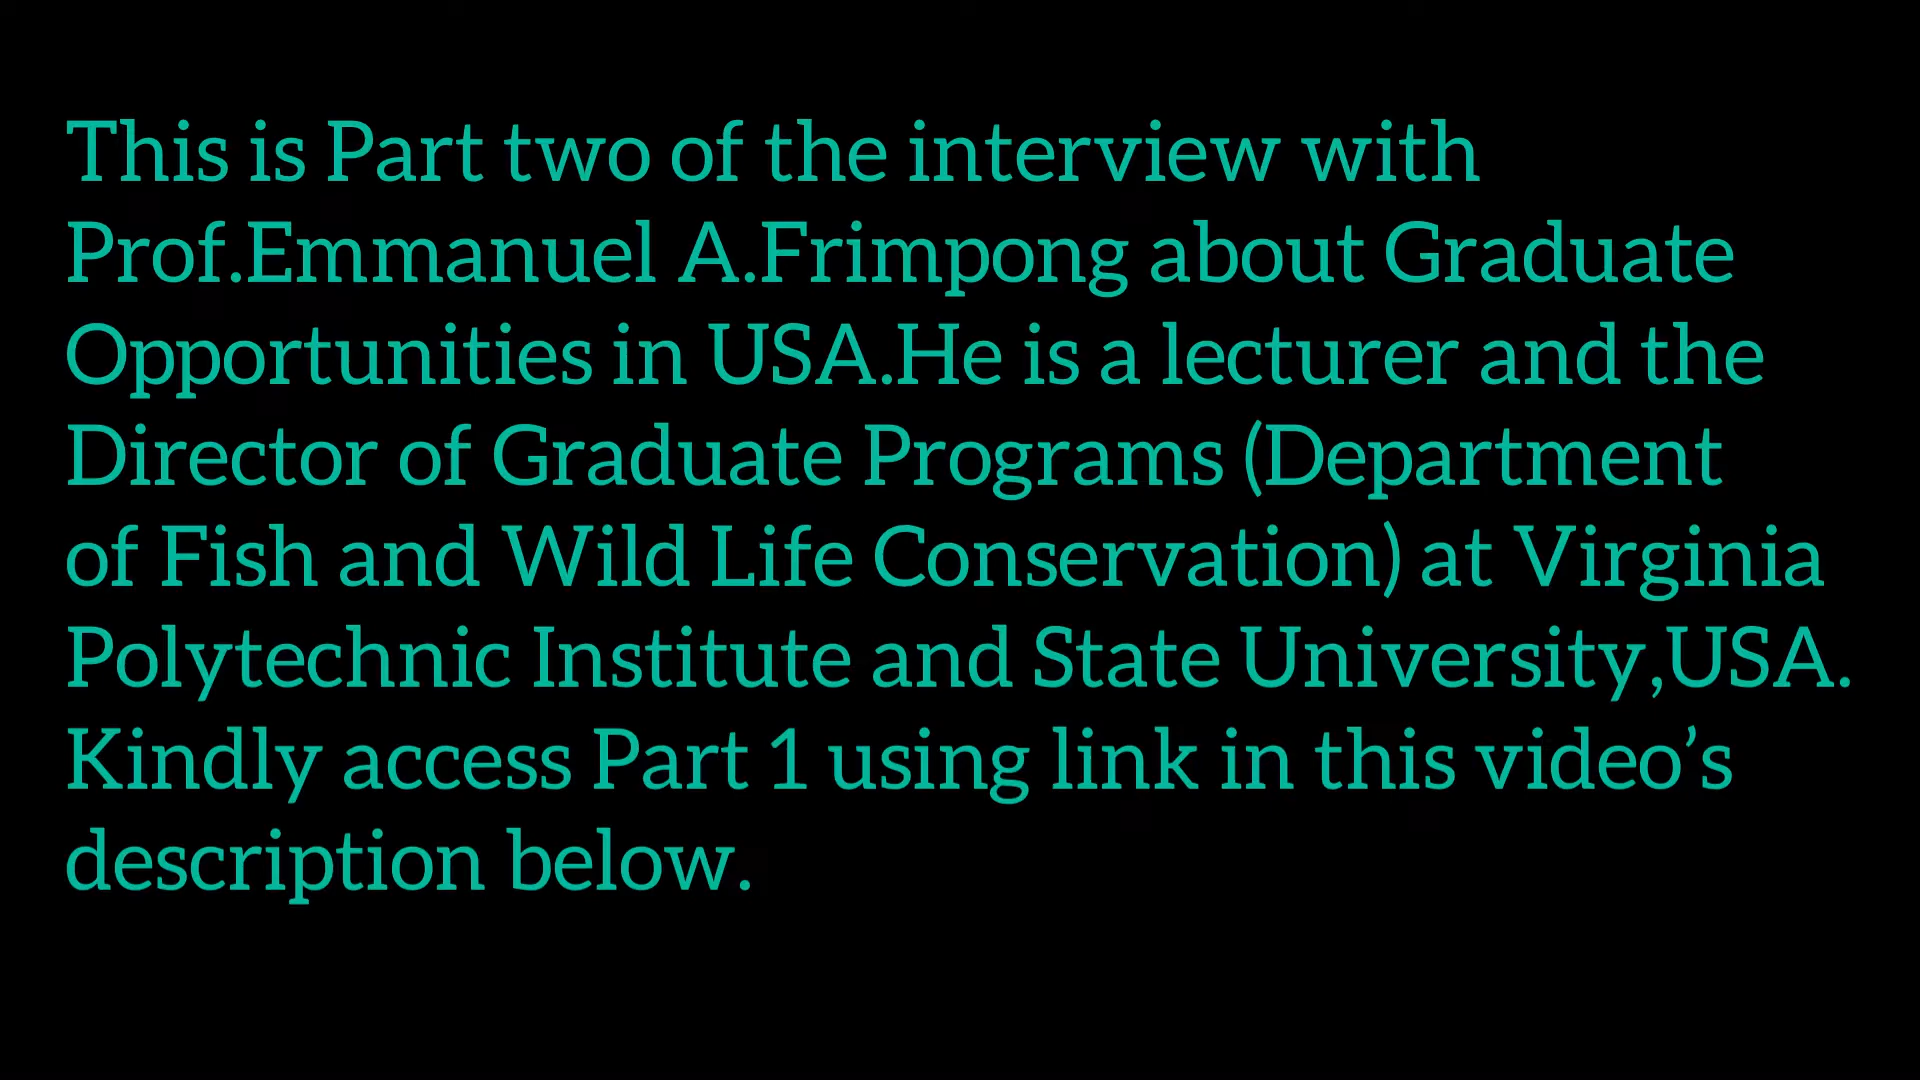 This is Part two of the interview with
Prof.Emmanuel A.Frimpong about Graduate
Opportunities in USA.He is a lecturer and the
Director of Graduate Programs (Department
of Fish and Wild Life Conservation) at Virginia
Polytechnic Institute and State University,USA.
Kindly access Part 1 using link in this video’s
description below.